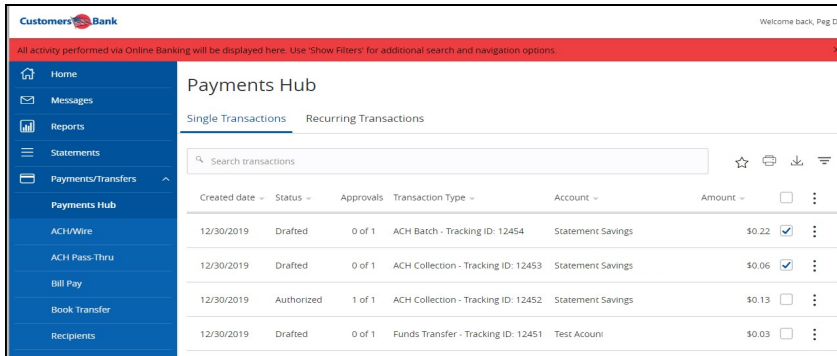 Customers Bank
Welcome back, Peg D
All activity performed via Online Banking will be displayed here. Use 'Show Filters' for additional search and navigation options.
Home
Messages
Reports
Statements
Payments/Transfers
Payments Hub
ACH/Wire
ACH Pass-Thru
Bill Pay
Book Transfer
Recipients
Payments Hub
Single Transactions Recurring Transactions
Search transactions
Created date Status Approvals Transaction Type Account Amount
12/30/2019 Drafted 0 of 1 ACH Batch - Tracking ID: 12454 Statement Savings $0.22
12/30/2019 Drafted 0 of 1 ACH Collection - Tracking ID: 12453 Statement Savings $0.06
12/30/2019 Authorized 1 of 1 ACH Collection - Tracking ID: 12452 Statement Savings $0.13
12/30/2019 Drafted 0 of 1 Funds Transfer - Tracking ID: 12451 Test Acount $0.03